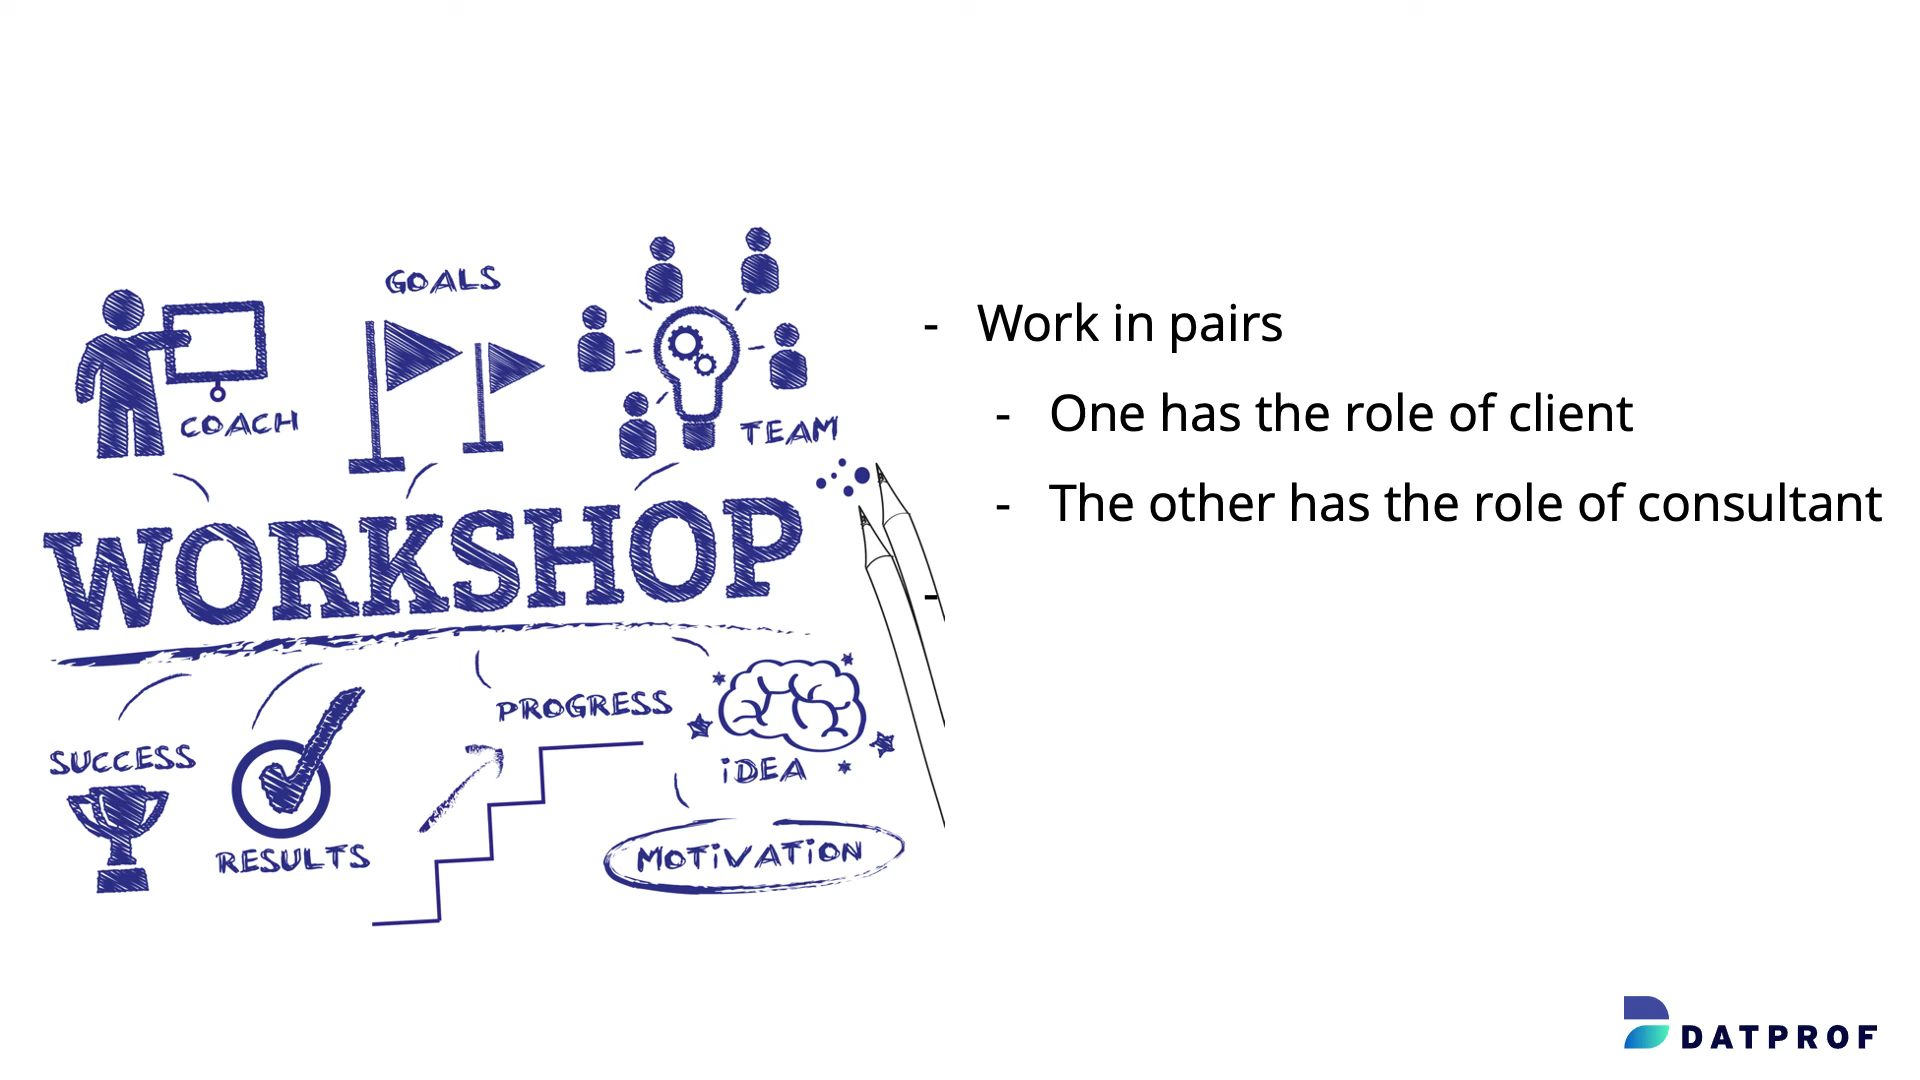 GOALS
COACH
TEAM
WORKSHOP
PROGRESS
SUCCESS
iDEA
RESULTS
MOTiVATiON
- Work in pairs
- One has the role of client
- The other has the role of consultant
-
DATPROF